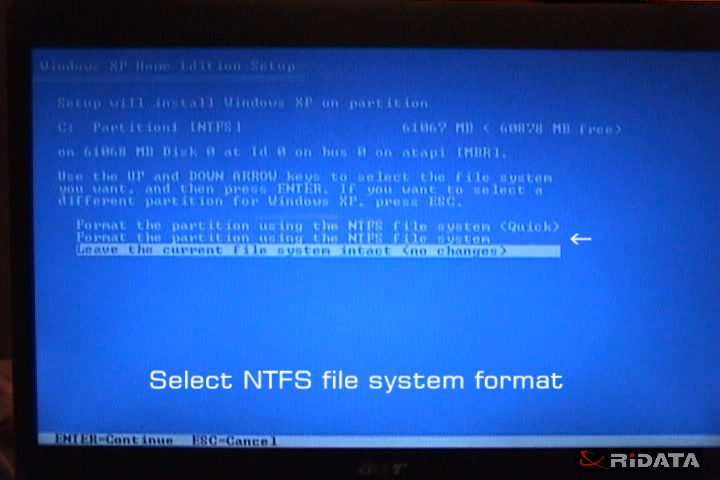 Windows XP Home Edition Setup
Setup will install Windows XP on partition
C: Partition1 [NTFS] 61067 MB ( 60878 MB free)
on 61068 MB Disk 0 at Id 0 on bus 0 on atapi [MBR].
Use the UP and DOWN ARROW keys to select the file system
you want, and then press ENTER. If you want to select a
different partition for Windows XP, press ESC.
Format the partition using the NTFS file system (Quick)
Format the partition using the NTFS file system
Leave the current file system intact (no changes)
Select NTFS file system format
ENTER=Continue ESC=Cancel
acer
RiDATA